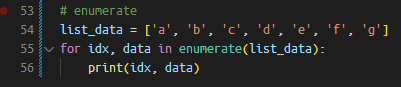 53 # enumerate
54 list_data = ['a', 'b', 'c', 'd', 'e', 'f', 'g']
55 for idx, data in enumerate(list_data):
56     print(idx, data)